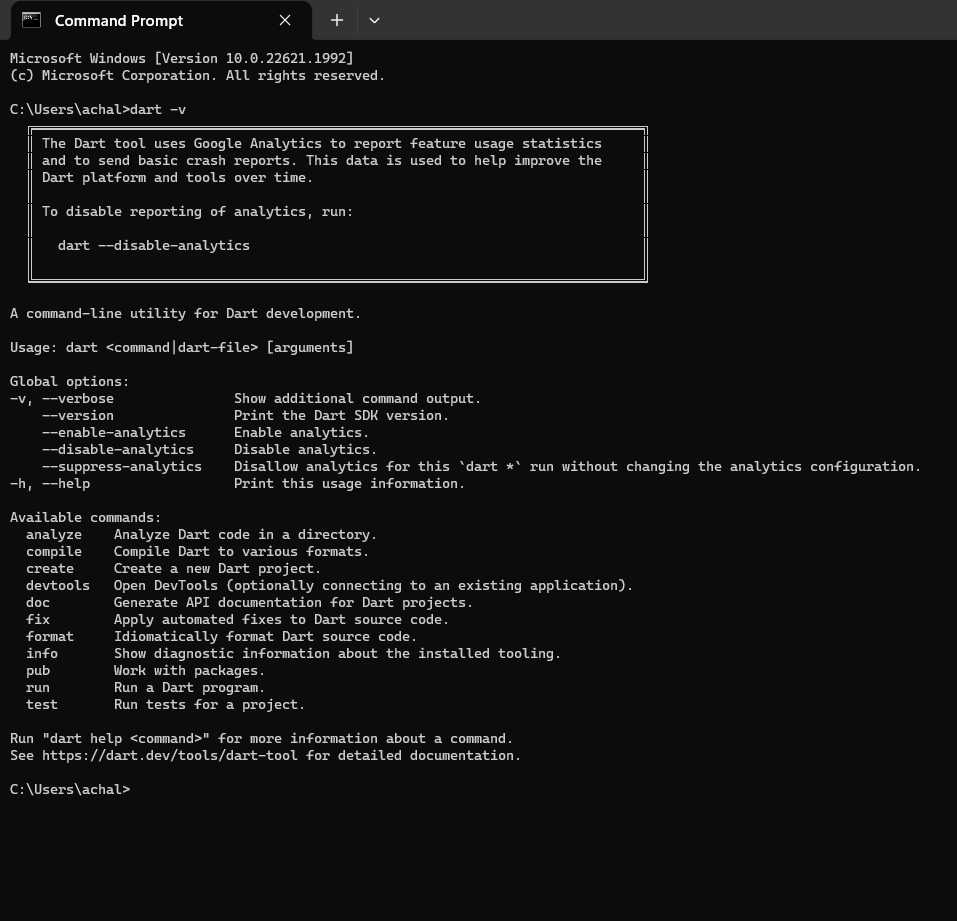 Command Prompt
Microsoft Windows [Version 10.0.22621.1992]
(c) Microsoft Corporation. All rights reserved.
C:\Users\achal>dart -v
The Dart tool uses Google Analytics to report feature usage statistics
and to send basic crash reports. This data is used to help improve the
Dart platform and tools over time.
To disable reporting of analytics, run:
dart --disable-analytics
A command-line utility for Dart development.
Usage: dart <command|dart-file> [arguments]
Global options:
-v, --verbose               Show additional command output.
    --version               Print the Dart SDK version.
    --enable-analytics      Enable analytics.
    --disable-analytics     Disable analytics.
    --suppress-analytics    Disallow analytics for this `dart *` run without changing the analytics configuration.
-h, --help                  Print this usage information.
Available commands:
  analyze    Analyze Dart code in a directory.
  compile    Compile Dart to various formats.
  create     Create a new Dart project.
  devtools   Open DevTools (optionally connecting to an existing application).
  doc        Generate API documentation for Dart projects.
  fix        Apply automated fixes to Dart source code.
  format     Idiomatically format Dart source code.
  info       Show diagnostic information about the installed tooling.
  pub        Work with packages.
  run        Run a Dart program.
  test       Run tests for a project.
Run "dart help <command>" for more information about a command.
See https://dart.dev/tools/dart-tool for detailed documentation.
C:\Users\achal>